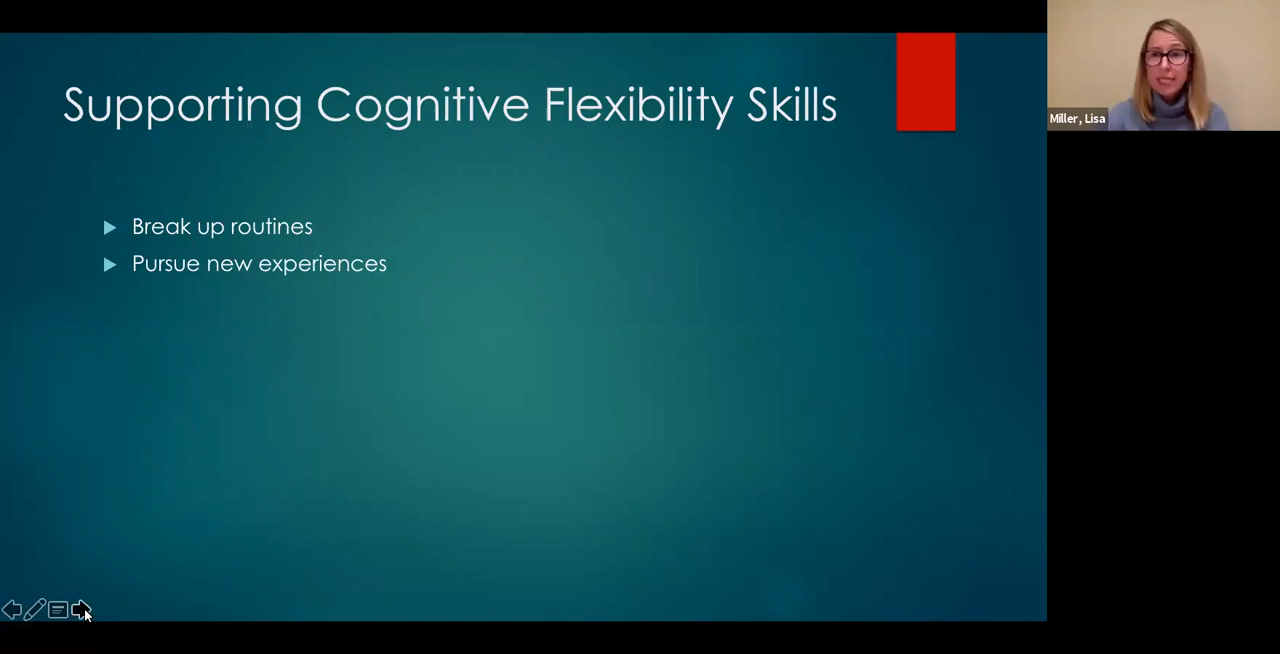 Supporting Cognitive Flexibility Skills
Break up routines
Pursue new experiences
Miller, Lisa